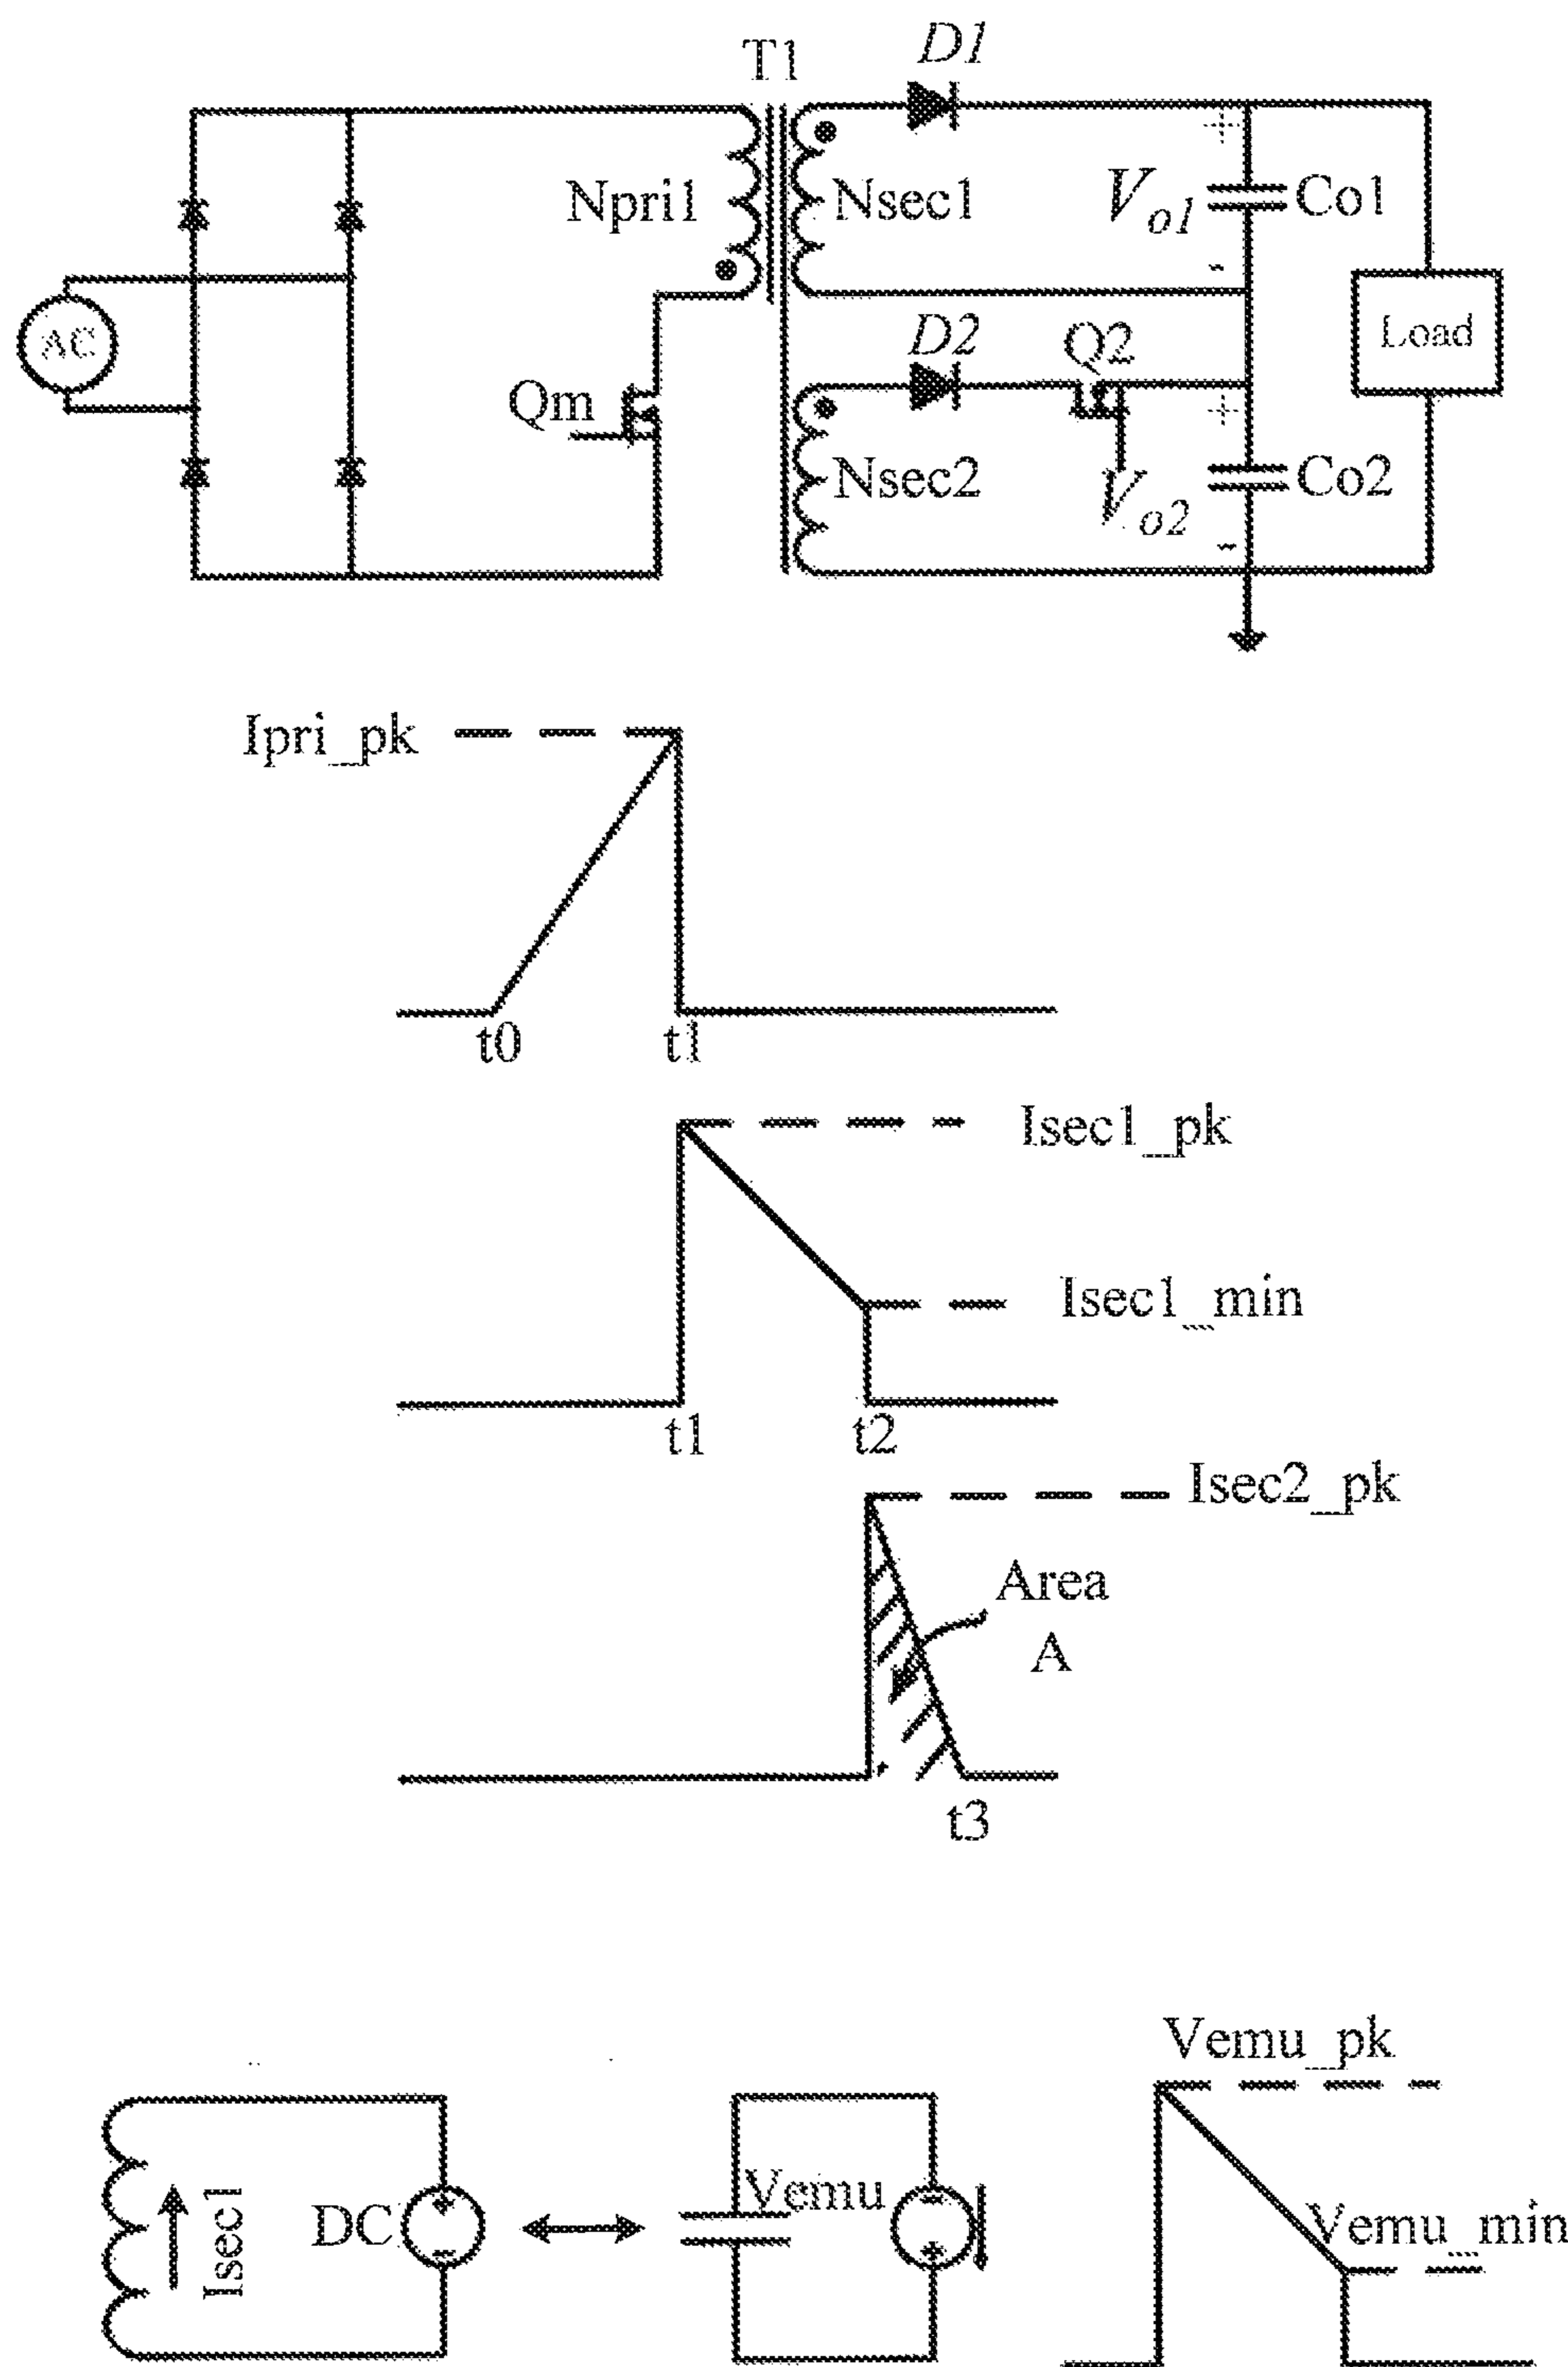 D1
T1
Npri1
Nsec1
Vo1
Co1
+
-
AC
Load
D2
Q2
Qm
+
Nsec2
Vo2
Co2
-
Ipri_pk
t0
t1
Isec1_pk
Isec1_min
t1
t2
Isec2_pk
Area
A
t3
Vemu_pk
Isec1
DC
+
-
Vemu
-
+
Vemu_min